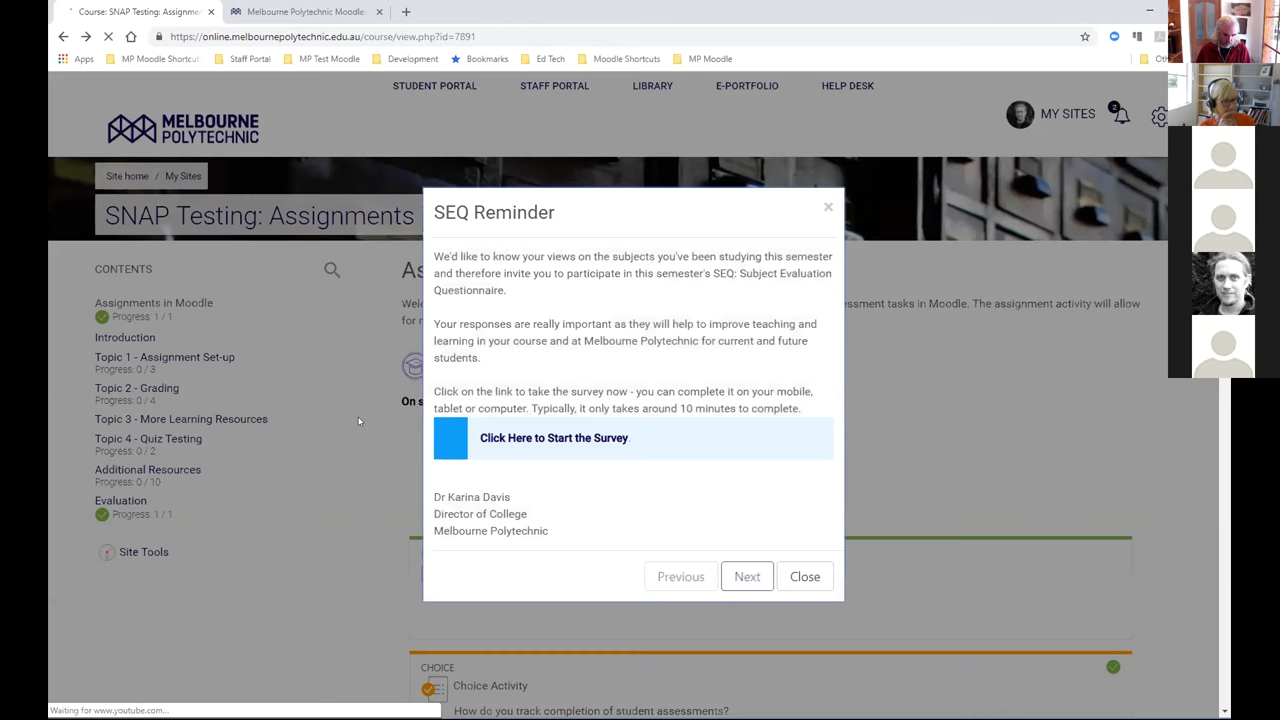 Course: SNAP Testing: Assignme
Melbourne Polytechnic Moodle:
https://online.melbournepolytechnic.edu.au/course/view.php?id=7891
Apps
MP Moodle Shortcut
Staff Portal
MP Test Moodle
Development
Bookmarks
Ed Tech
Moodle Shortcuts
MP Moodle
STUDENT PORTAL
STAFF PORTAL
LIBRARY
E-PORTFOLIO
HELP DESK
MELBOURNE
POLYTECHNIC
MY SITES
2
Site home / My Sites
SNAP Testing: Assignments
CONTENTS
Assignments in Moodle
Progress: 1 / 1
Introduction
Topic 1 - Assignment Set-up
Progress: 0 / 3
Topic 2 - Grading
Progress: 0 / 4
Topic 3 - More Learning Resources
Topic 4 - Quiz Testing
Progress: 0 / 2
Additional Resources
Progress: 0 / 10
Evaluation
Progress: 1 / 1
Site Tools
SEQ Reminder
×
We'd like to know your views on the subjects you've been studying this semester
and therefore invite you to participate in this semester's SEQ: Subject Evaluation
Questionnaire.
Your responses are really important as they will help to improve teaching and
learning in your course and at Melbourne Polytechnic for current and future
students.
Click on the link to take the survey now - you can complete it on your mobile,
tablet or computer. Typically, it only takes around 10 minutes to complete.
Click Here to Start the Survey.
Dr Karina Davis
Director of College
Melbourne Polytechnic
Previous
Next
Close
As
Welc
essment tasks in Moodle. The assignment activity will allow
for r
On s
CHOICE
Choice Activity
How do you track completion of student assessments?
Waiting for www.youtube.com...